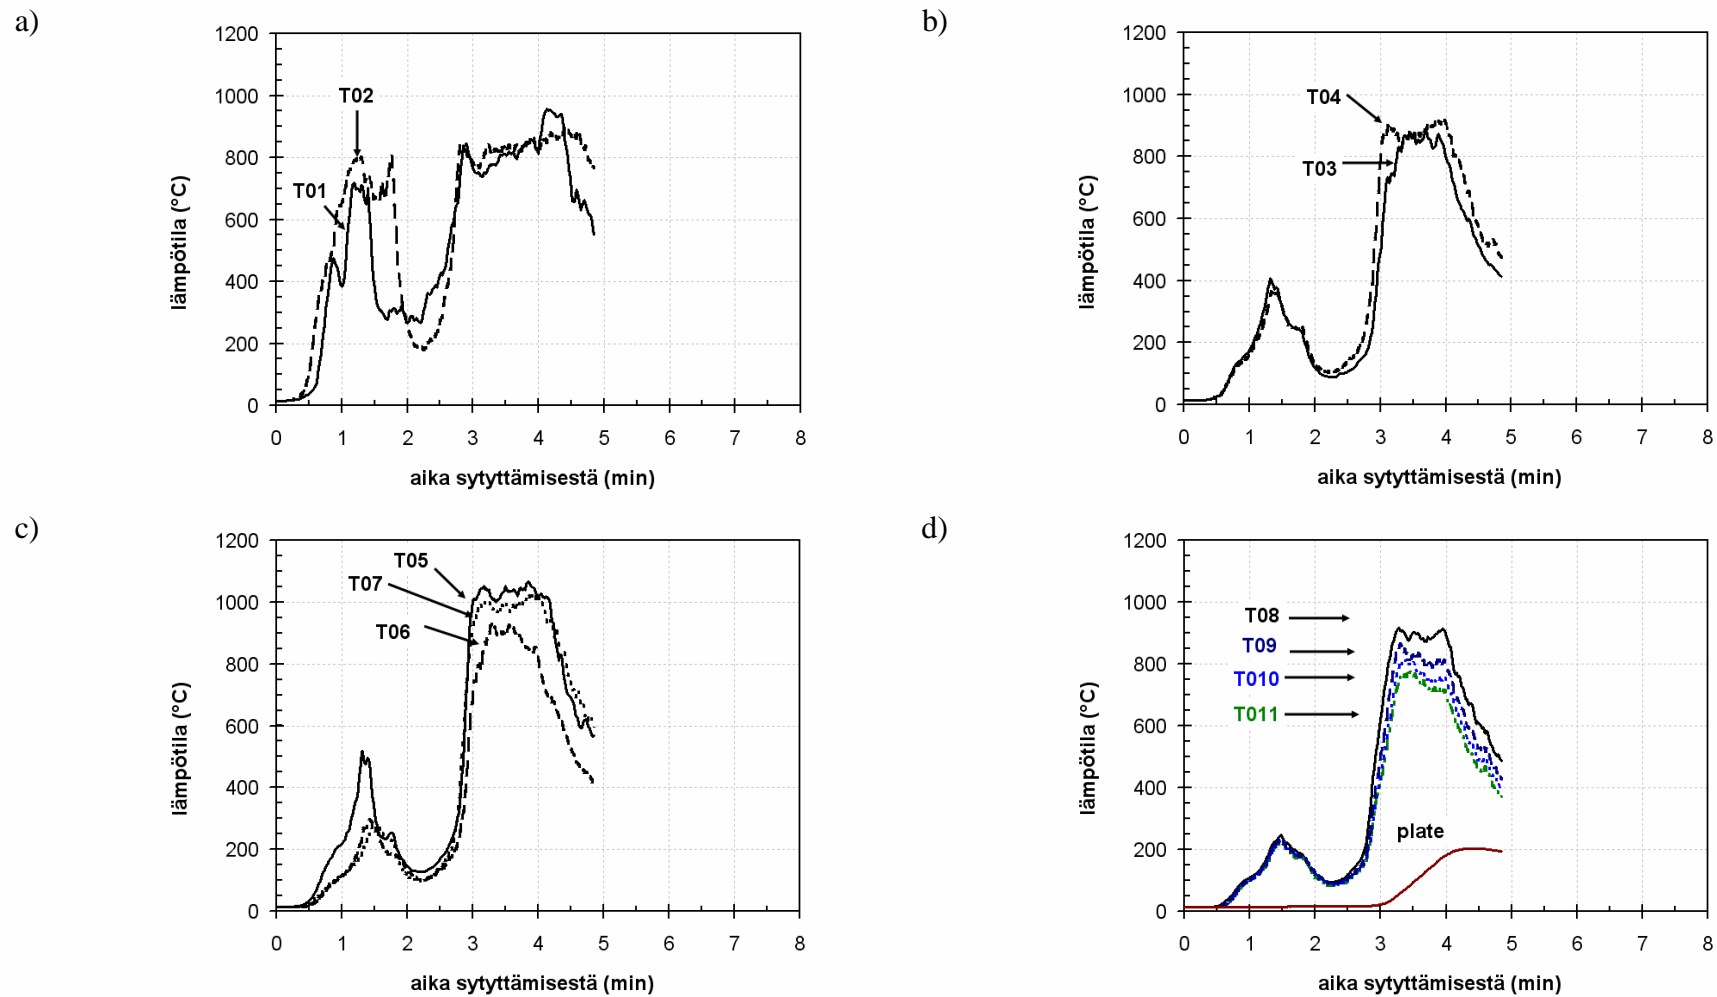 a)
1200
1000
800
600
400
200
0
0 1 2 3 4 5 6 7 8
lämpötila (°C)
aika sytyttämisestä (min)
T02
T01
b)
1200
1000
800
600
400
200
0
0 1 2 3 4 5 6 7 8
lämpötila (°C)
aika sytyttämisestä (min)
T04
T03
c)
1200
1000
800
600
400
200
0
0 1 2 3 4 5 6 7 8
lämpötila (°C)
aika sytyttämisestä (min)
T05
T07
T06
d)
1200
1000
800
600
400
200
0
0 1 2 3 4 5 6 7 8
lämpötila (°C)
aika sytyttämisestä (min)
T08
T09
T010
T011
plate